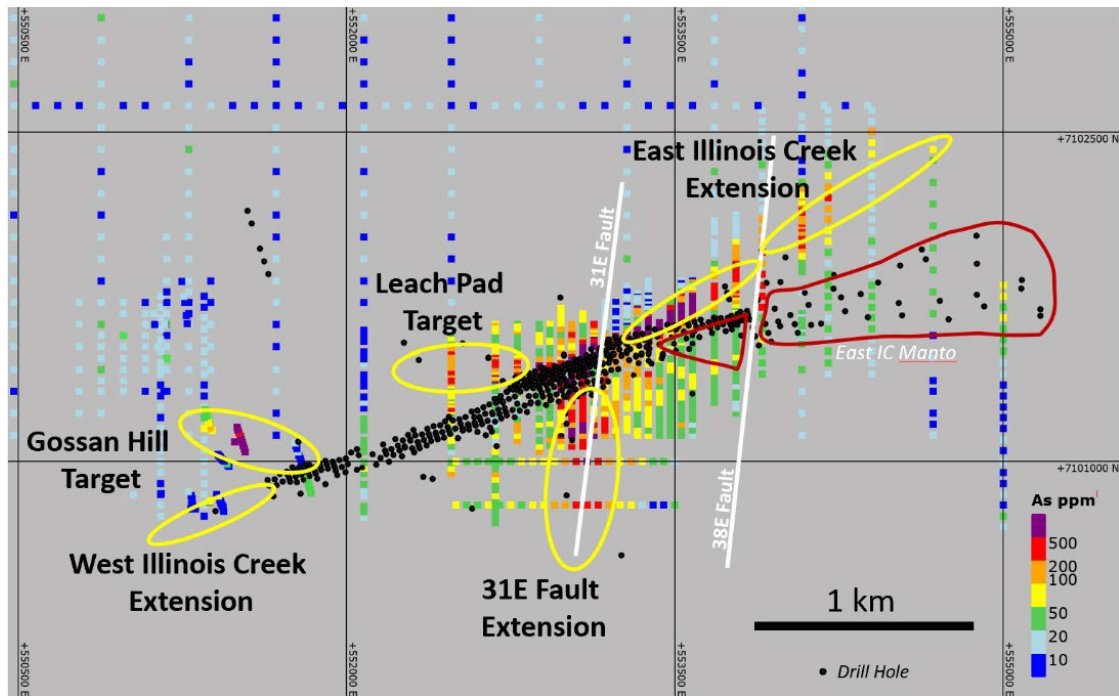 +550500 E
+552000 E
+553500 E
+555000 E
+7102500 N
East Illinois Creek
Extension
31E Fault
Leach Pad
Target
East IC Manto
Gossan Hill
Target
+7101000 N
As ppm
500
200
100
50
20
10
38E Fault
West Illinois Creek
Extension
31E Fault
Extension
1 km
Drill Hole
+550500 E
+552000 E
+553500 E
+555000 E